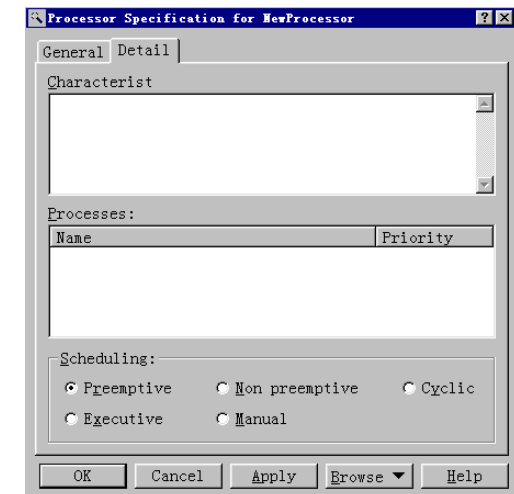 Processor Specification for NewProcessor
General Detail
Characterist
Processes:
Name Priority
Scheduling:
Preemptive Non preemptive Cyclic
Executive Manual
OK Cancel Apply Browse Help